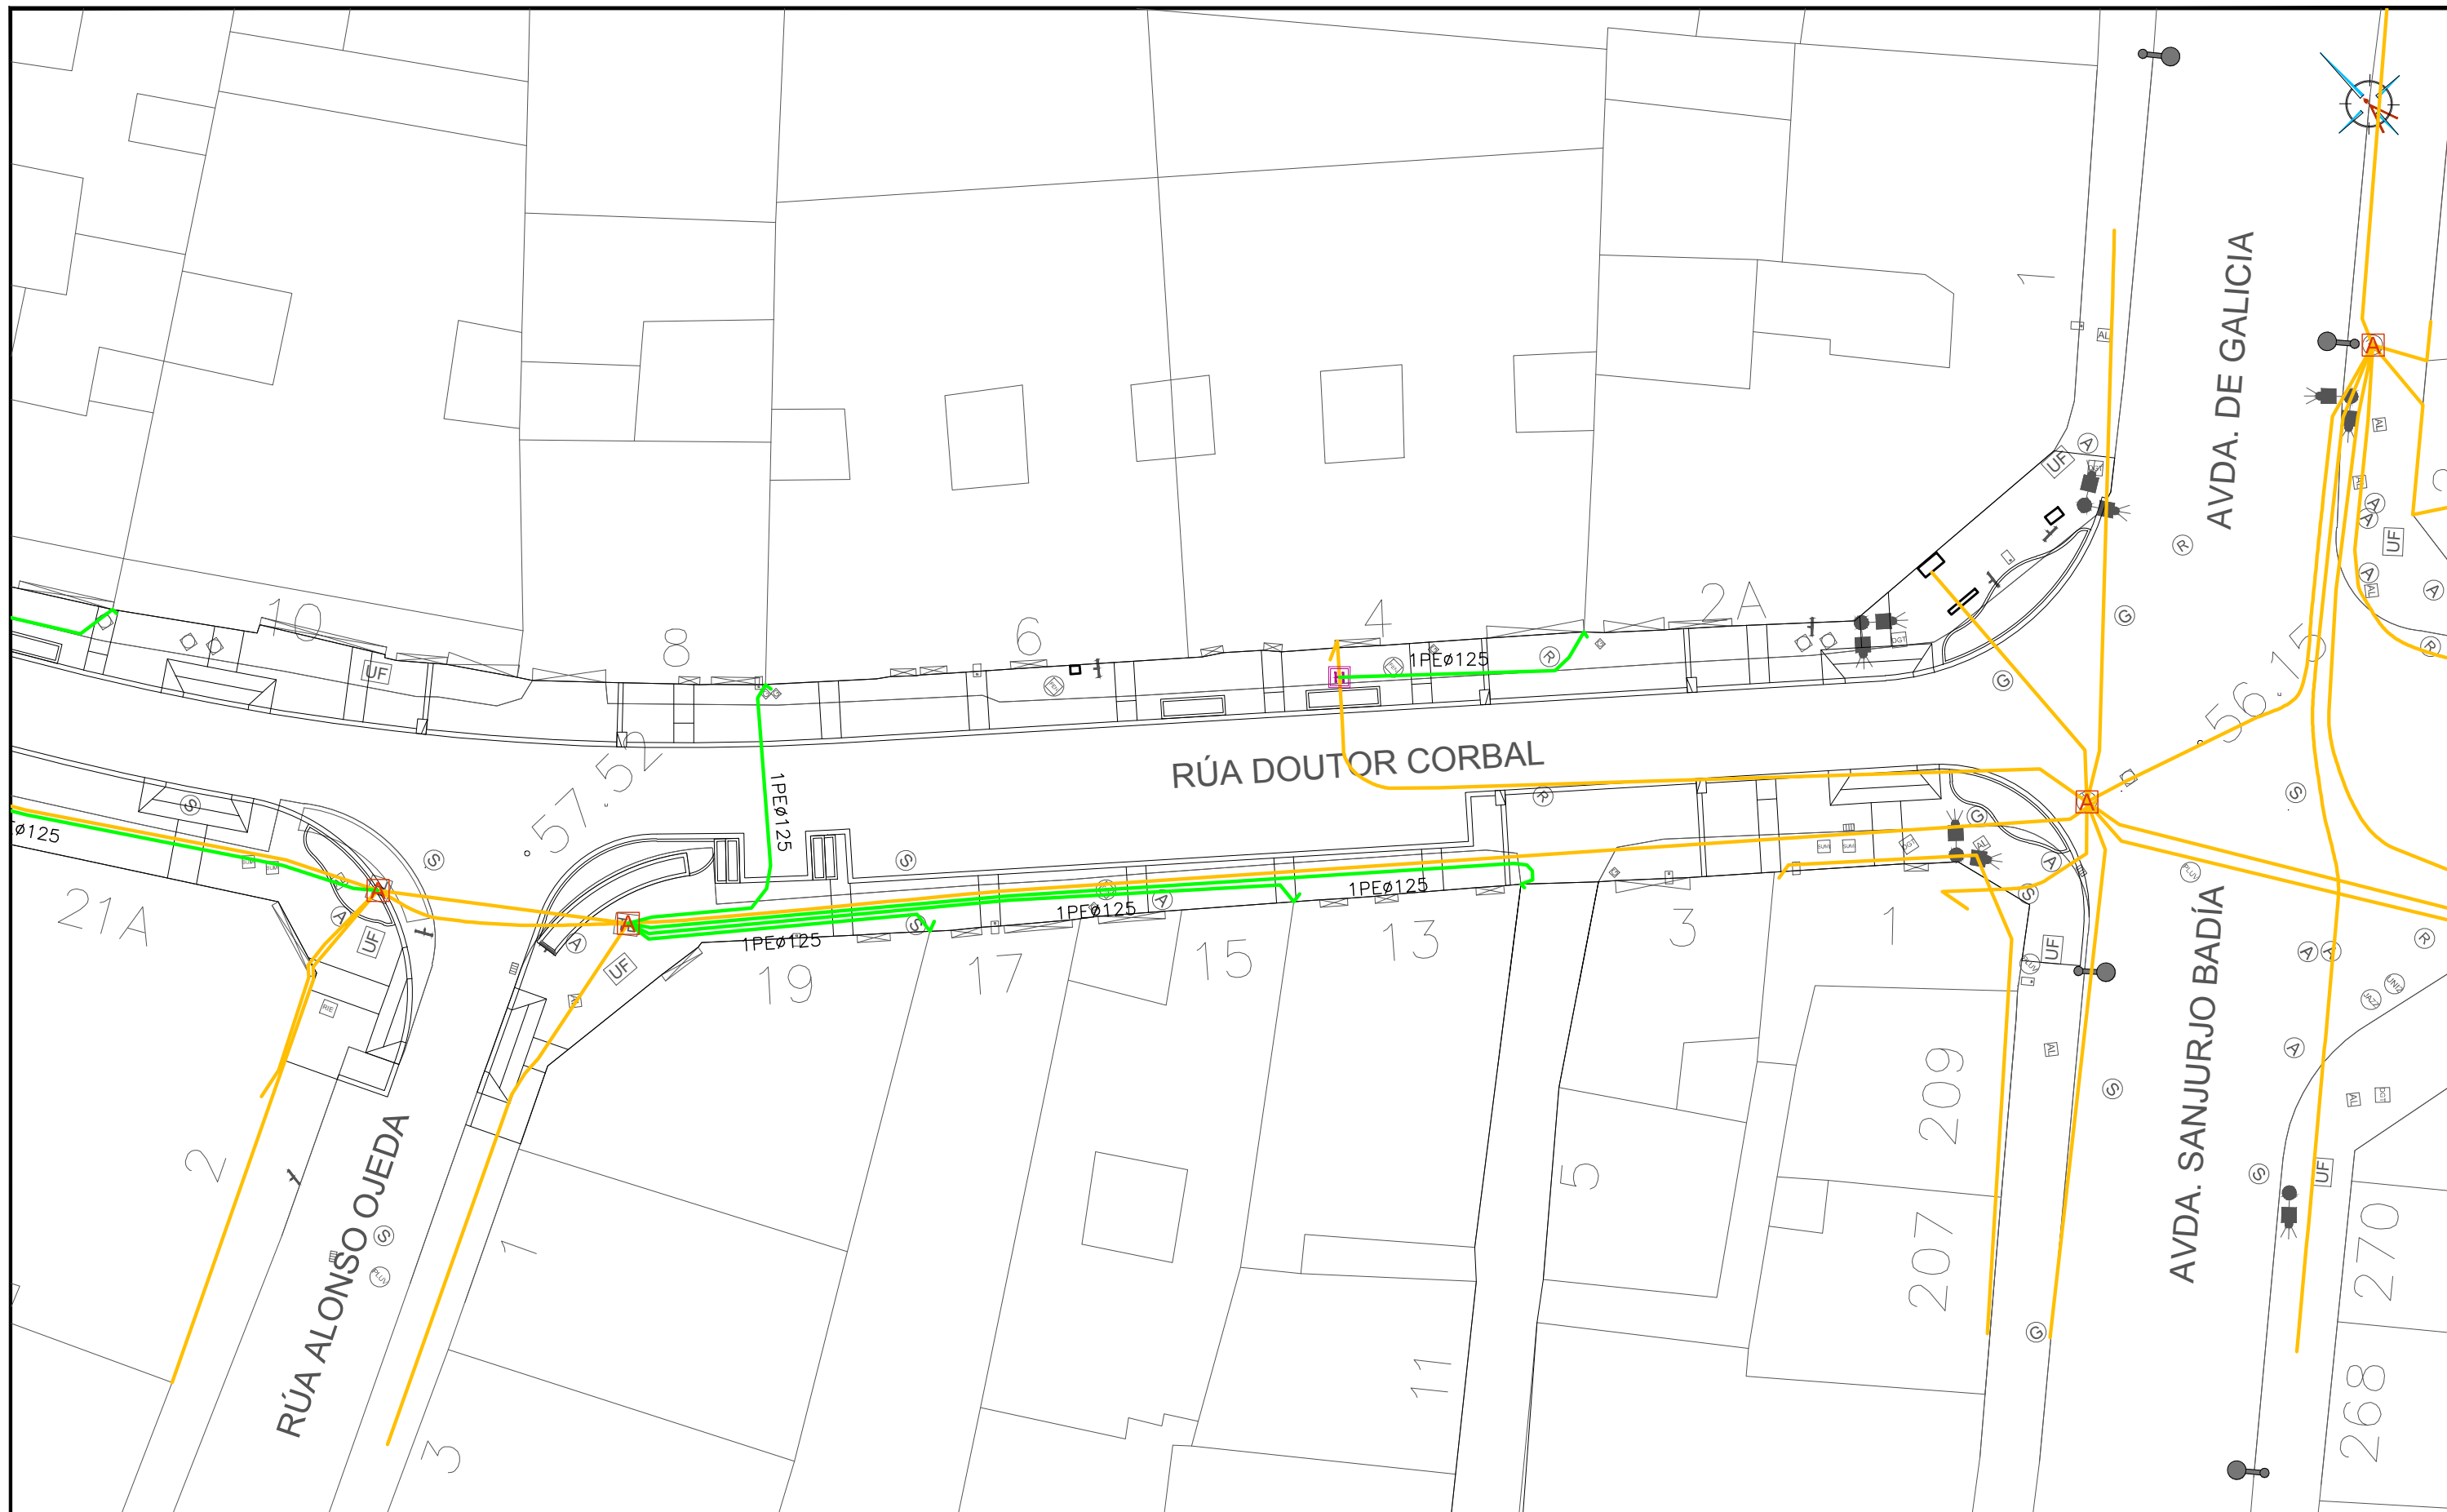 1
AVDA. DE GALICIA
10
8
6
4
2A
UF
UF
UF
1PEø125
RÚA DOUTOR CORBAL
.57.52
.56.15
1PEø125
ø125
21A
UF
UF
1PEø125
1PEø125
1PEø125
19
17
15
13
3
1
UF
AVDA. SANJURJO BADÍA
2
RÚA ALONSO OJEDA
1
3
5
11
209
207
UF
270
268
A
A
A
A
H